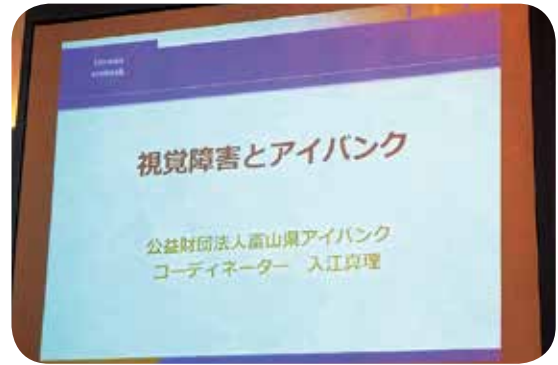 視覚障害とアイバンク
公益財団法人富山県アイバンク
コーディネーター　入江真理